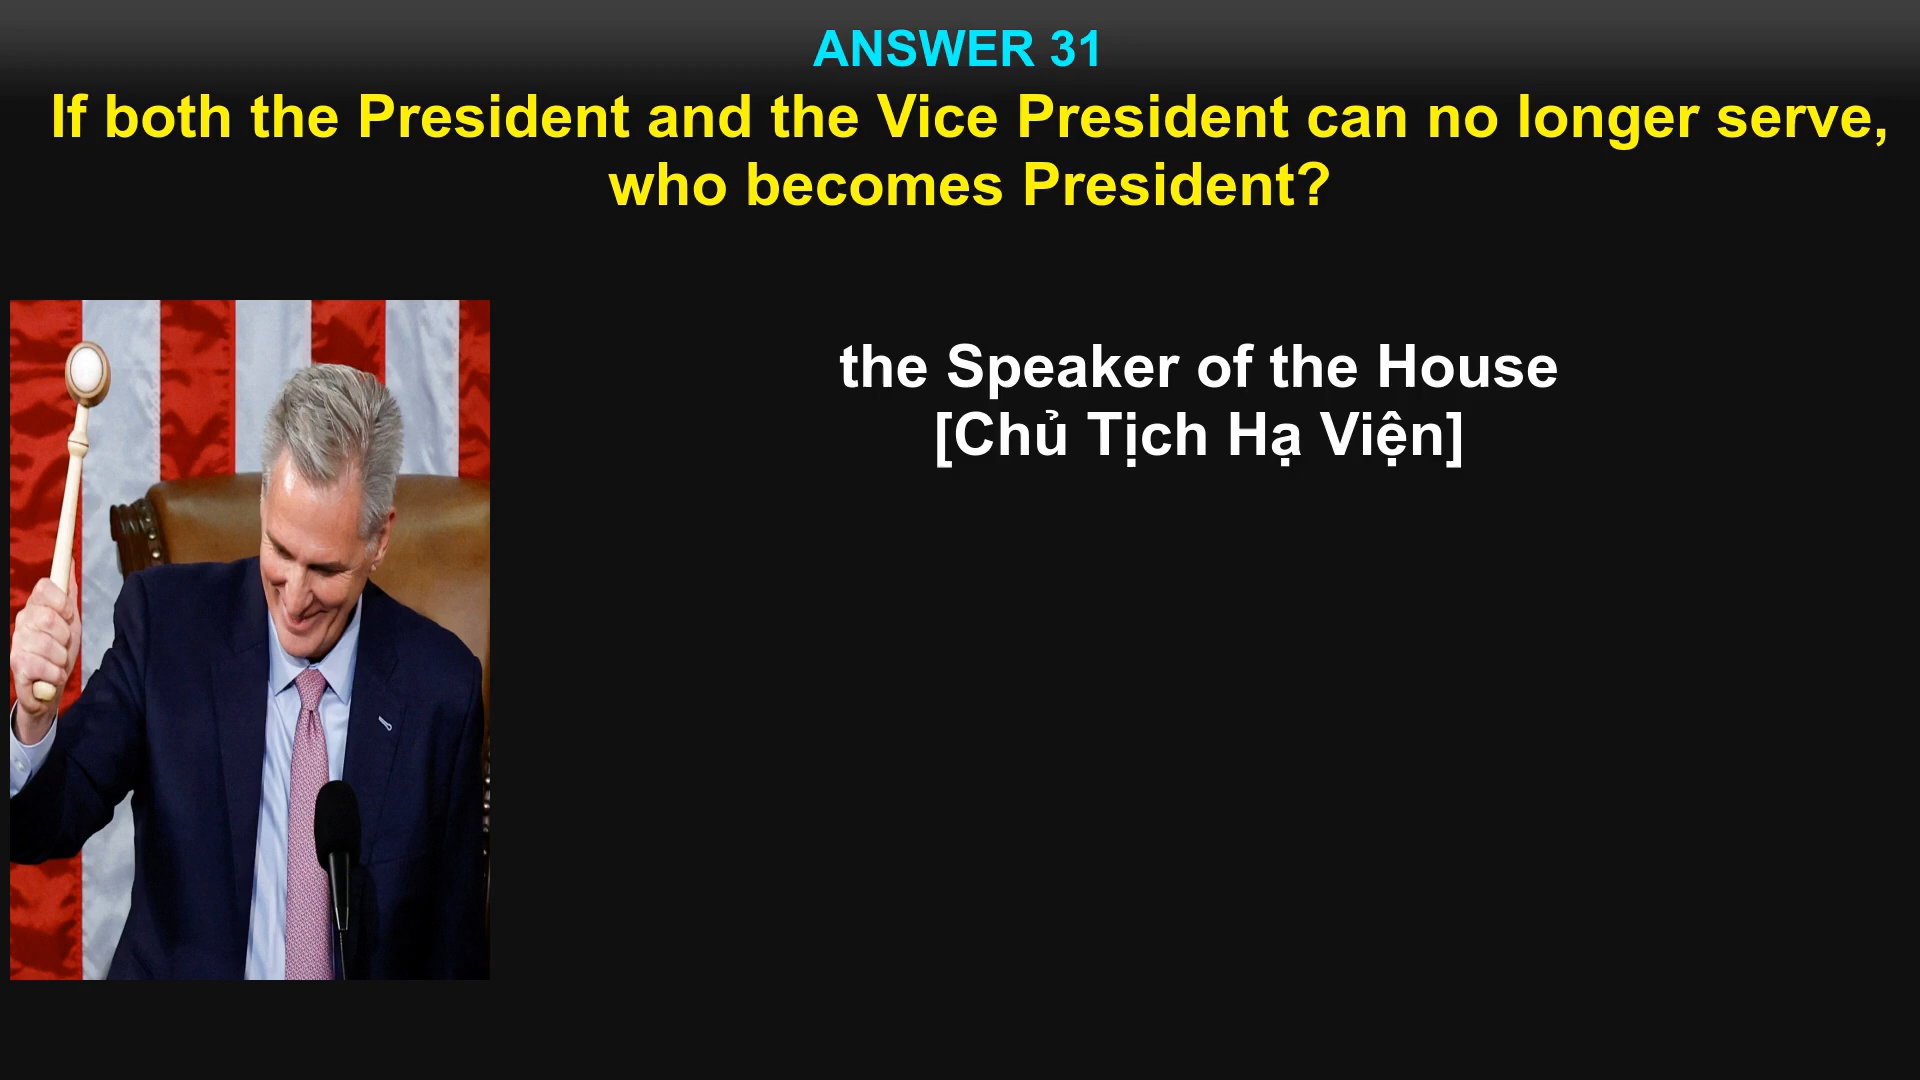 ANSWER 31
If both the President and the Vice President can no longer serve,
who becomes President?
the Speaker of the House
[Chủ Tịch Hạ Viện]